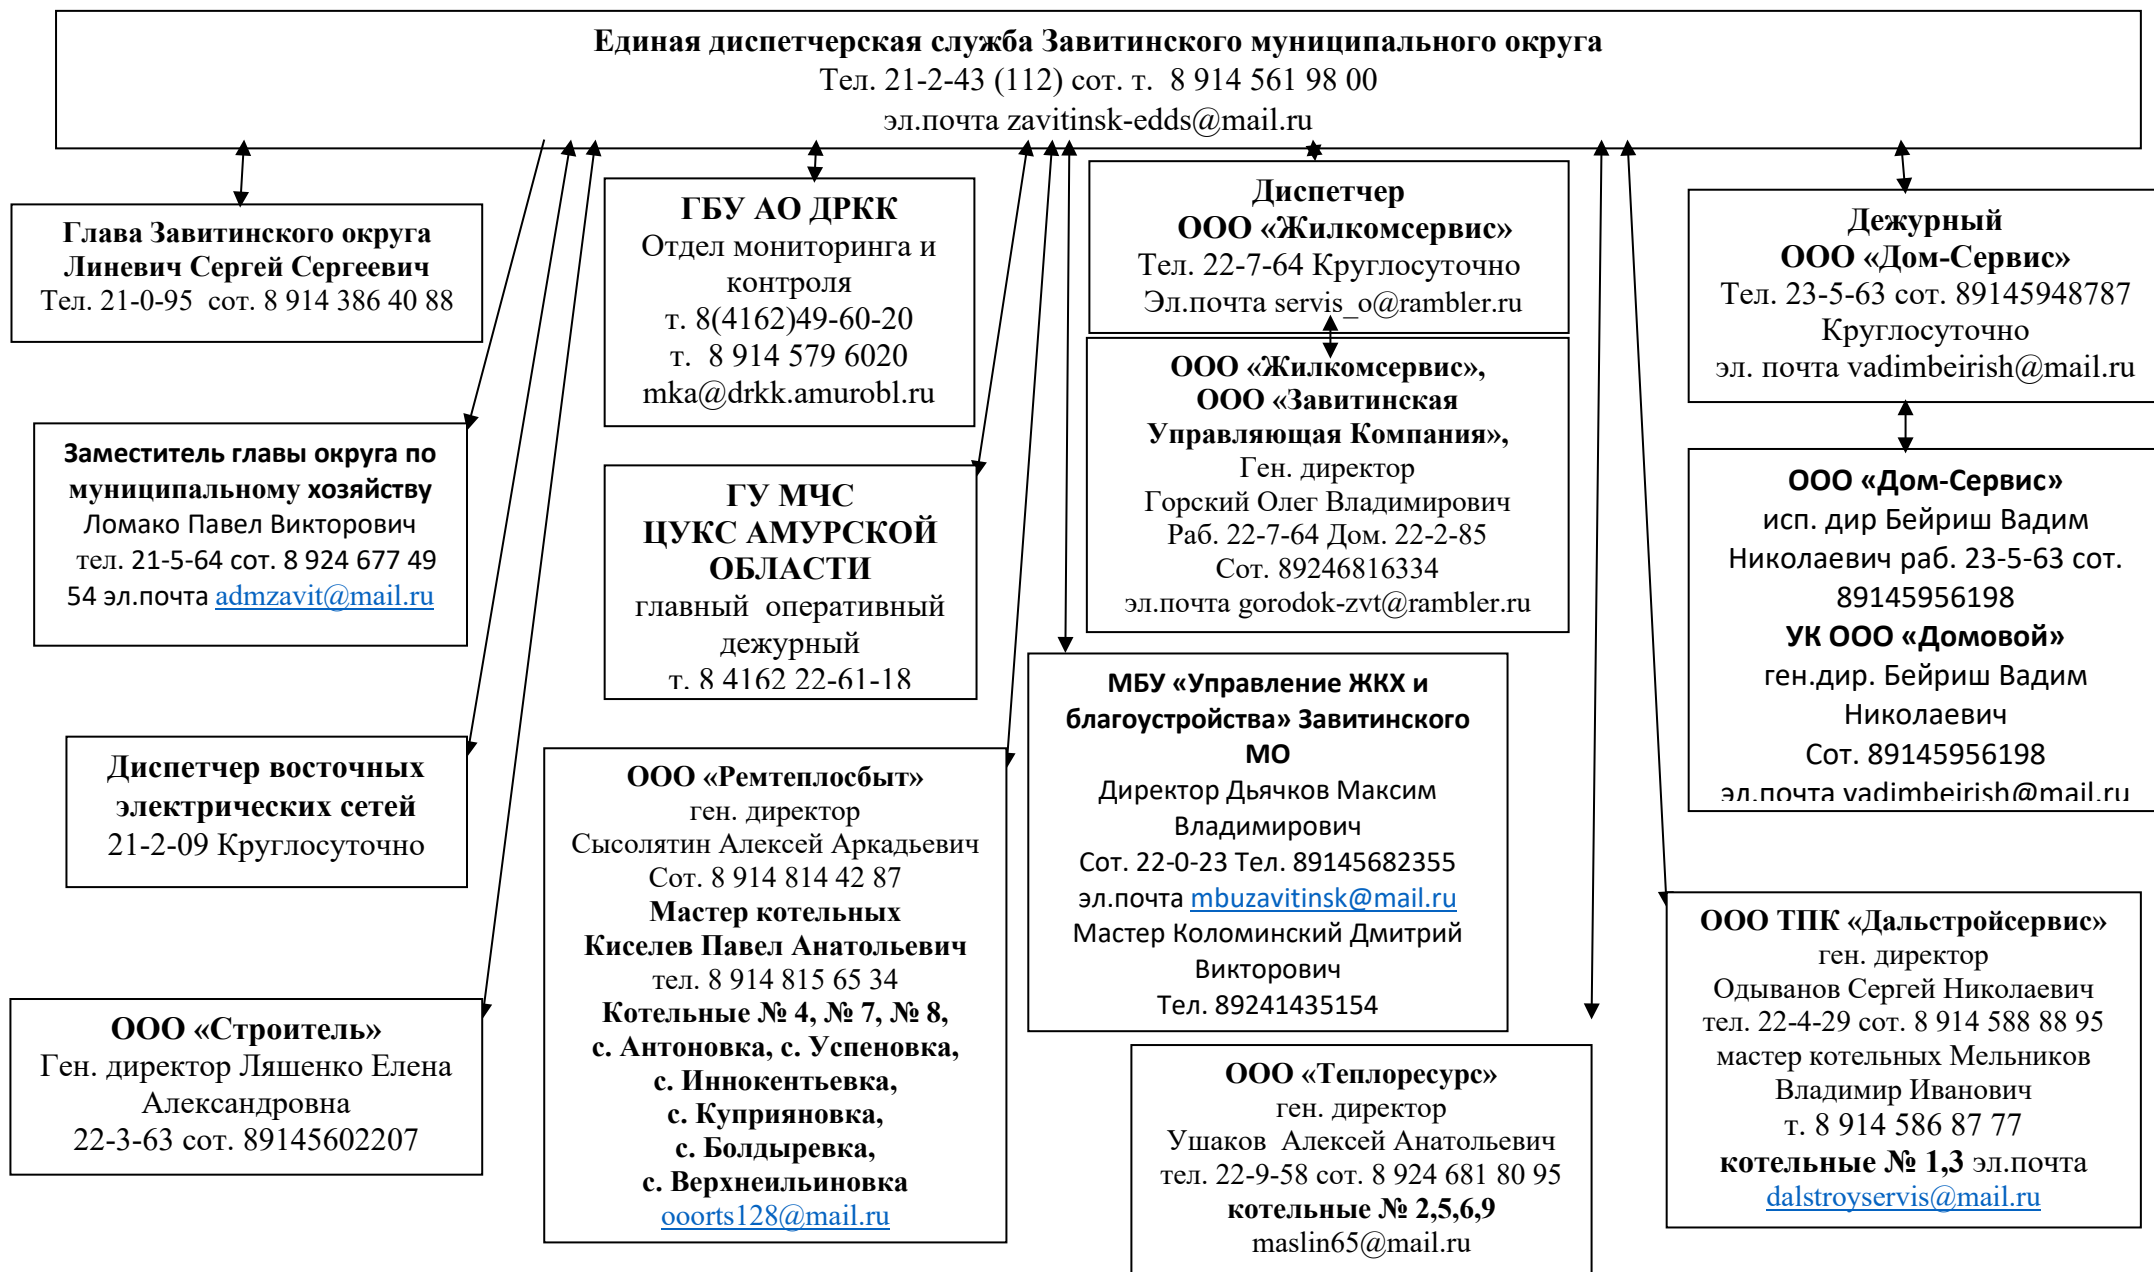 Единая диспетчерская служба Завитинского муниципального округа
Тел. 21-2-43 (112) сот. т. 8 914 561 98 00
эл.почта zavitinsk-edds@mail.ru
Глава Завитинского округа
Линевич Сергей Сергеевич
Тел. 21-0-95 сот. 8 914 386 40 88
Заместитель главы округа по
муниципальному хозяйству
Ломако Павел Викторович
тел. 21-5-64 сот. 8 924 677 49
54 эл.почта admzavit@mail.ru
Диспетчер восточных
электрических сетей
21-2-09 Круглосуточно
ООО «Строитель»
Ген. директор Ляшенко Елена
Александровна
22-3-63 сот. 89145602207
ГБУ АО ДРКК
Отдел мониторинга и
контроля
т. 8(4162)49-60-20
т. 8 914 579 6020
mka@drkk.amurobl.ru
ГУ МЧС
ЦУКС АМУРСКОЙ
ОБЛАСТИ
главный оперативный
дежурный
т. 8 4162 22-61-18
ООО «Ремтеплосбыт»
ген. директор
Сысолятин Алексей Аркадьевич
Сот. 8 914 814 42 87
Мастер котельных
Киселев Павел Анатольевич
тел. 8 914 815 65 34
Котельные № 4, № 7, № 8,
с. Антоновка, с. Успеновка,
с. Иннокентьевка,
с. Куприяновка,
с. Болдыревка,
с. Верхнеильиновка
ooorts128@mail.ru
Диспетчер
ООО «Жилкомсервис»
Тел. 22-7-64 Круглосуточно
Эл.почта servis_o@rambler.ru
ООО «Жилкомсервис»,
ООО «Завитинская
Управляющая Компания»,
Ген. директор
Горский Олег Владимирович
Раб. 22-7-64 Дом. 22-2-85
Сот. 89246816334
эл.почта gorodok-zvt@rambler.ru
МБУ «Управление ЖКХ и
благоустройства» Завитинского
МО
Директор Дьячков Максим
Владимирович
Сот. 22-0-23 Тел. 89145682355
эл.почта mbuzavitinsk@mail.ru
Мастер Коломинский Дмитрий
Викторович
Тел. 89241435154
ООО «Теплоресурс»
ген. директор
Ушаков Алексей Анатольевич
тел. 22-9-58 сот. 8 924 681 80 95
котельные № 2,5,6,9
maslin65@mail.ru
Дежурный
ООО «Дом-Сервис»
Тел. 23-5-63 сот. 89145948787
Круглосуточно
эл. почта vadimbeirish@mail.ru
ООО «Дом-Сервис»
исп. дир Бейриш Вадим
Николаевич раб. 23-5-63 сот.
89145956198
УК ООО «Домовой»
ген.дир. Бейриш Вадим
Николаевич
Сот. 89145956198
эл.почта vadimbeirish@mail.ru
ООО ТПК «Дальстройсервис»
ген. директор
Одыванов Сергей Николаевич
тел. 22-4-29 сот. 8 914 588 88 95
мастер котельных Мельников
Владимир Иванович
т. 8 914 586 87 77
котельные № 1,3 эл.почта
dalstroyservis@mail.ru